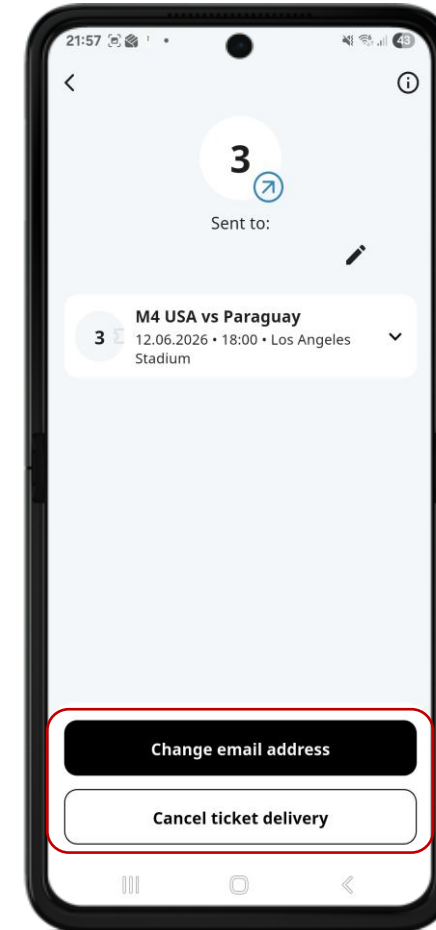 21:57
43
3
Sent to:
M4 USA vs Paraguay
3
12.06.2026 • 18:00 • Los Angeles
Stadium
Change email address
Cancel ticket delivery